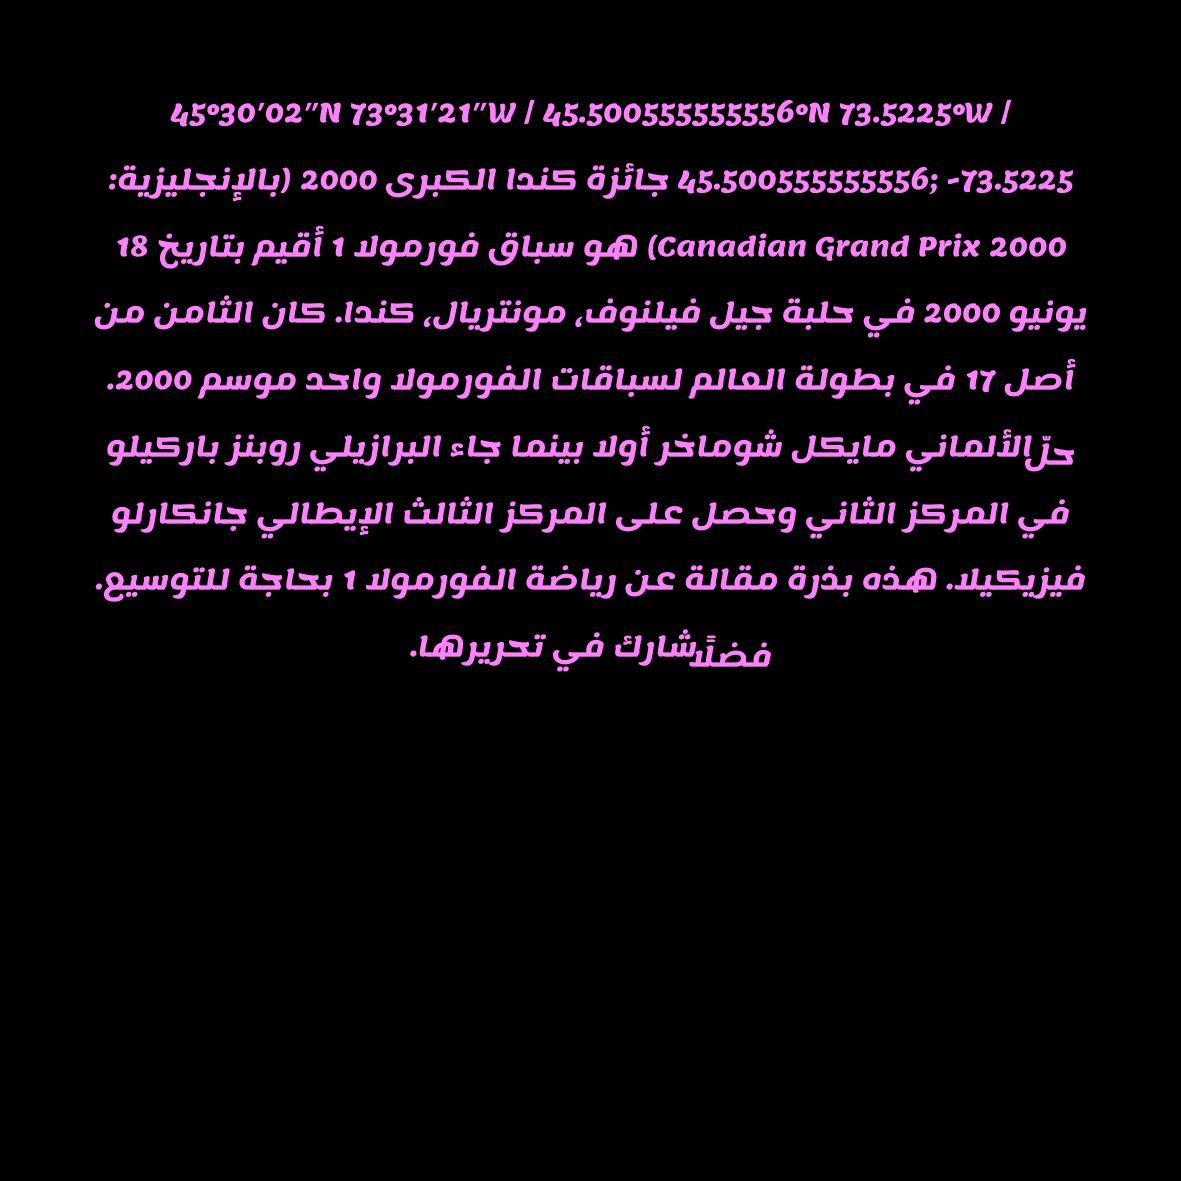 45°30′02″N 73°31′21″W / 45.500555555556°N 73.5225°W /
45.500555555556; -73.5225 جائزة كندا الكبرى 2000 (بالإنجليزية:
2000 Canadian Grand Prix) هو سباق فورمولا 1 أقيم بتاريخ 18
يونيو 2000 في حلبة جيل فيلنوف، مونتريال، كندا. كان الثامن من
أصل 17 في بطولة العالم لسباقات الفورمولا واحد موسم 2000.
حرّ الألماني مايكل شوماخر أولا بينما جاء البرازيلي روبنز باركيلو
في المركز الثاني وحصل على المركز الثالث الإيطالي جانكارلو
فيزيكيلا. هذه بذرة مقالة عن رياضة الفورمولا 1 بحاجة للتوسيع.
فضلًا شارك في تحريرها.